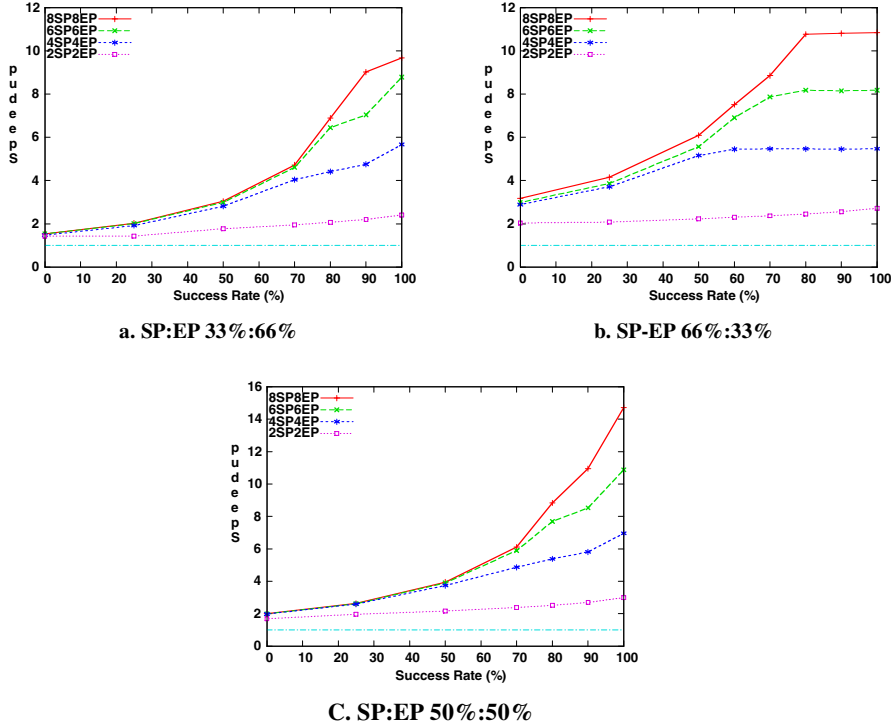 12
10
8
6
4
2
0
8SP8EP
6SP6EP
4SP4EP
2SP2EP
Speedup
0 10 20 30 40 50 60 70 80 90 100
Success Rate (%)
a. SP:EP 33%:66%
12
10
8
6
4
2
0
8SP8EP
6SP6EP
4SP4EP
2SP2EP
Speedup
0 10 20 30 40 50 60 70 80 90 100
Success Rate (%)
b. SP-EP 66%:33%
16
14
12
10
8
6
4
2
0
8SP8EP
6SP6EP
4SP4EP
2SP2EP
Speedup
0 10 20 30 40 50 60 70 80 90 100
Success Rate (%)
C. SP:EP 50%:50%